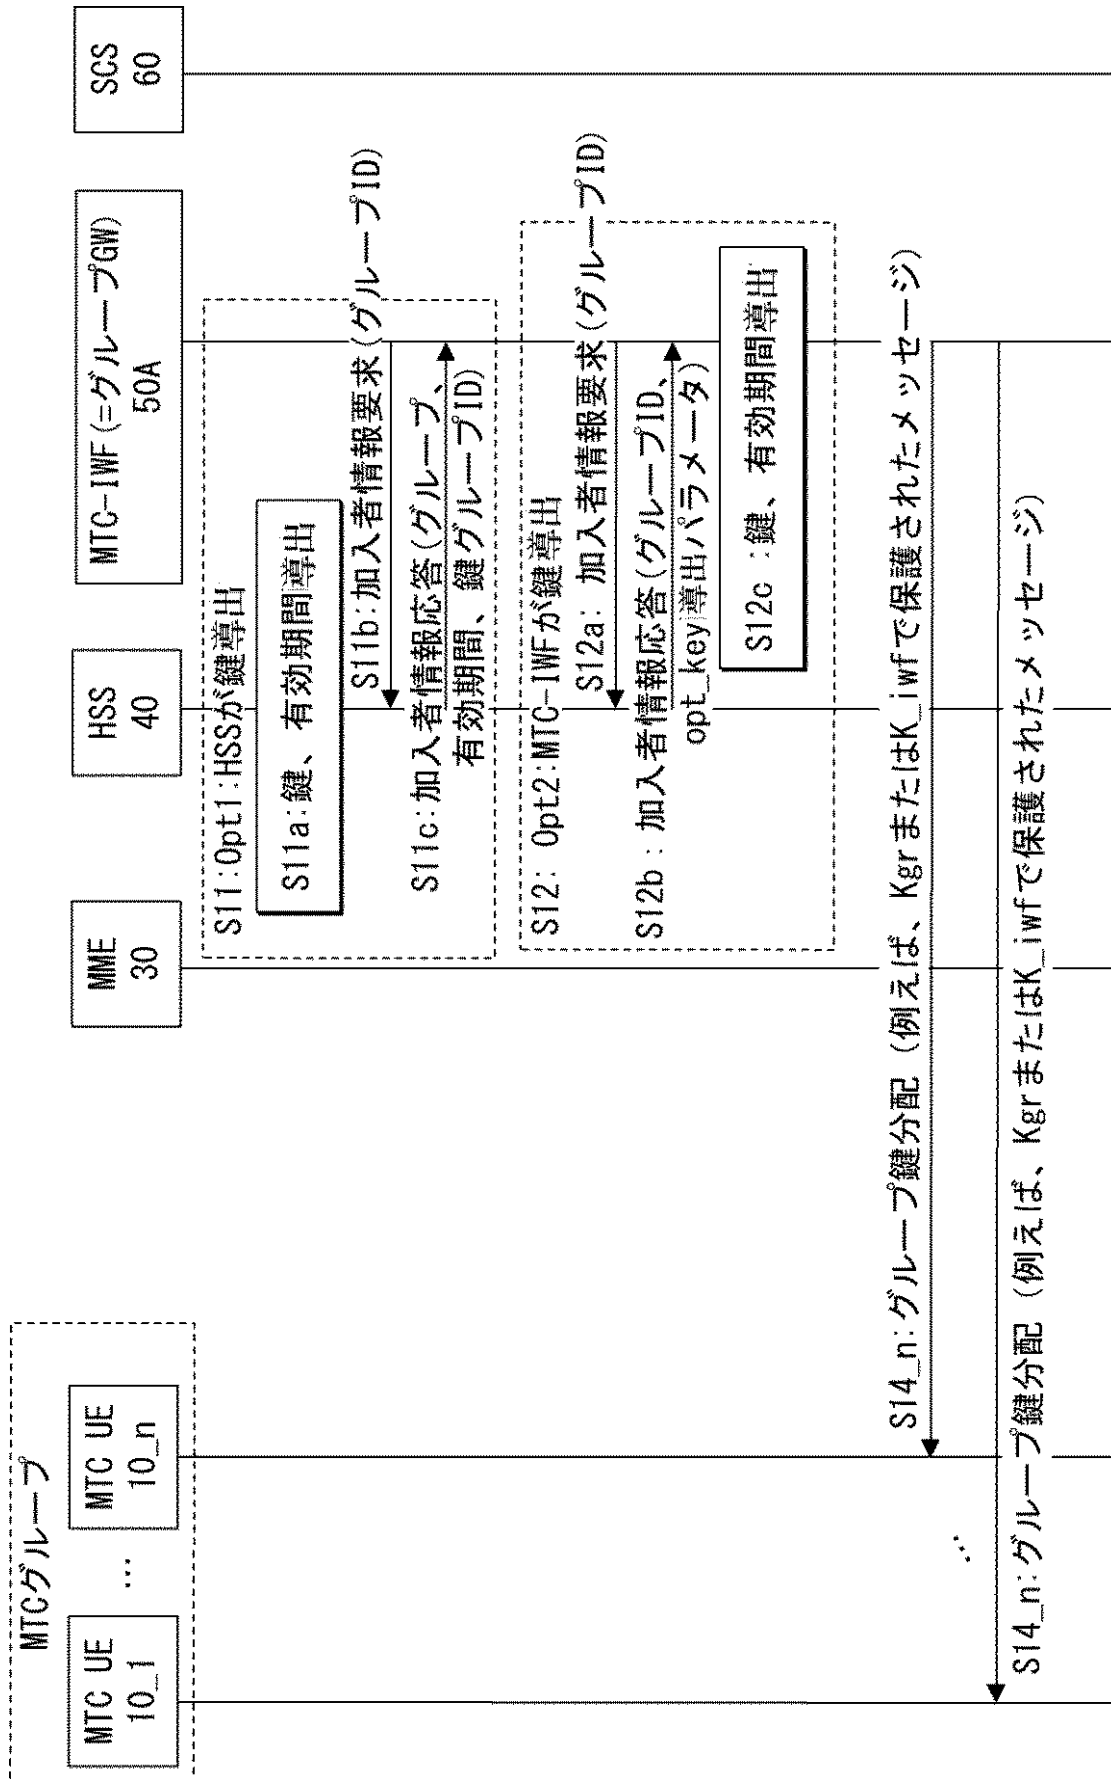 MTCグループ
MTC UE
10_1
...
MTC UE
10_n
MME
30
HSS
40
MTC-IWF(=グループGW)
50A
SCS
60
S11:Opt1:HSSが鍵導出
S11a:鍵、有効期間導出
S11b:加入者情報要求(グループID)
S11c:加入者情報応答(グループ、
有効期間、鍵グループID)
S12: Opt2:MTC-IWFが鍵導出
S12a: 加入者情報要求(グループID)
S12b : 加入者情報応答(グループID、
opt_key導出パラメータ)
S12c :鍵、有効期間導出
S14_n:グループ鍵分配 (例えば、KgrまたはK_iwfで保護されたメッセージ)
...
S14_n:グループ鍵分配 (例えば、KgrまたはK_iwfで保護されたメッセージ)